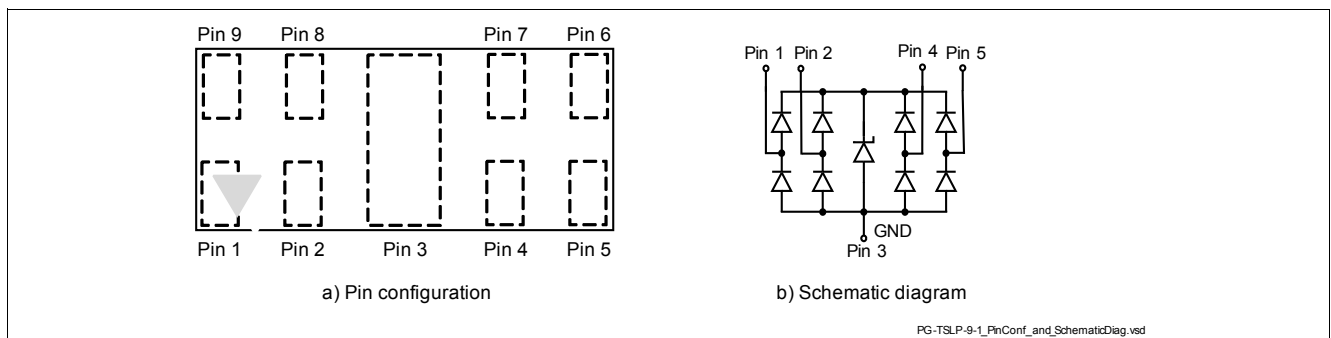 Pin 9 Pin 8 Pin 7 Pin 6
Pin 1 Pin 2 Pin 3 Pin 4 Pin 5
a) Pin configuration
Pin 1 Pin 2 Pin 4 Pin 5
GND
Pin 3
b) Schematic diagram
PG-TSLP-9-1_PinConf_and_SchematicDiag.vsd